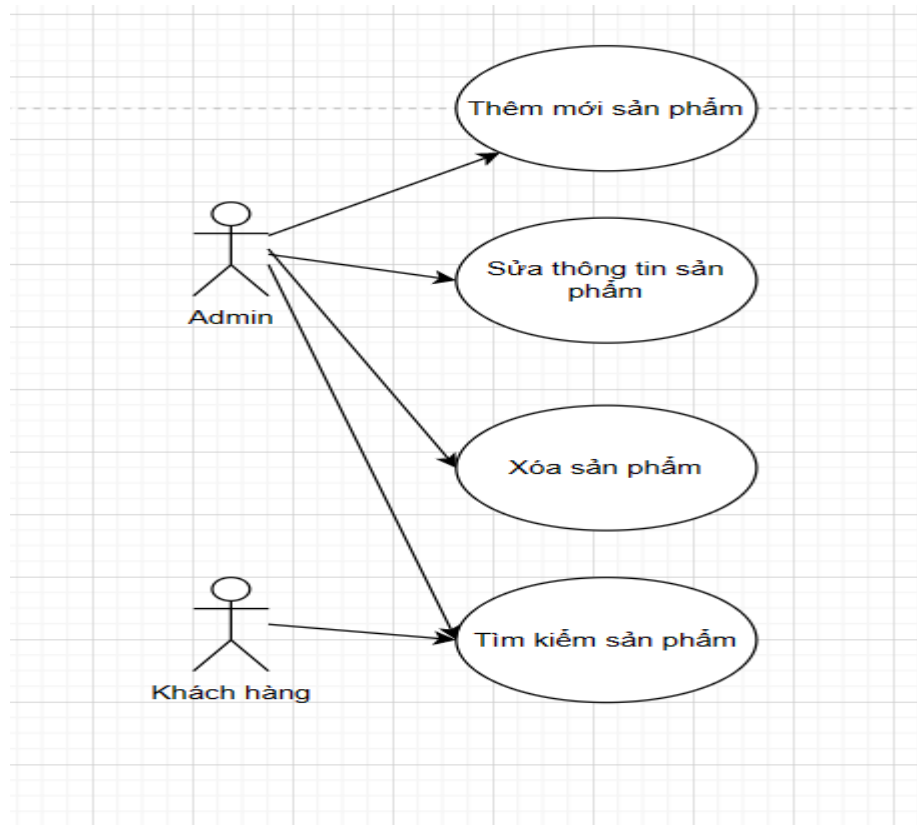 Thêm mới sản phẩm
Sửa thông tin sản
phẩm
Admin
Xóa sản phẩm
Tìm kiếm sản phẩm
Khách hàng